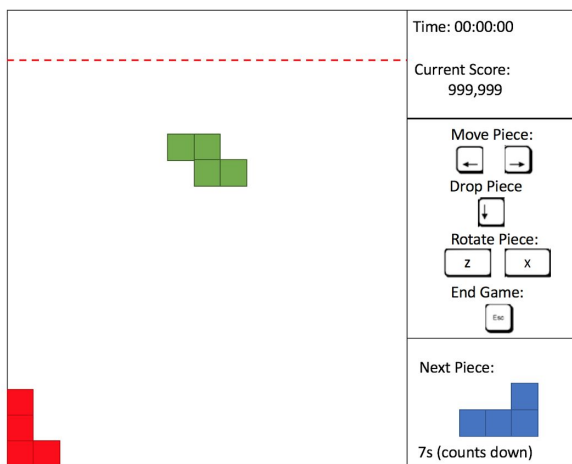 Time: 00:00:00
Current Score:
999,999
Move Piece:
← →
Drop Piece
↓
Rotate Piece:
Z X
End Game:
Esc
Next Piece:
7s (counts down)